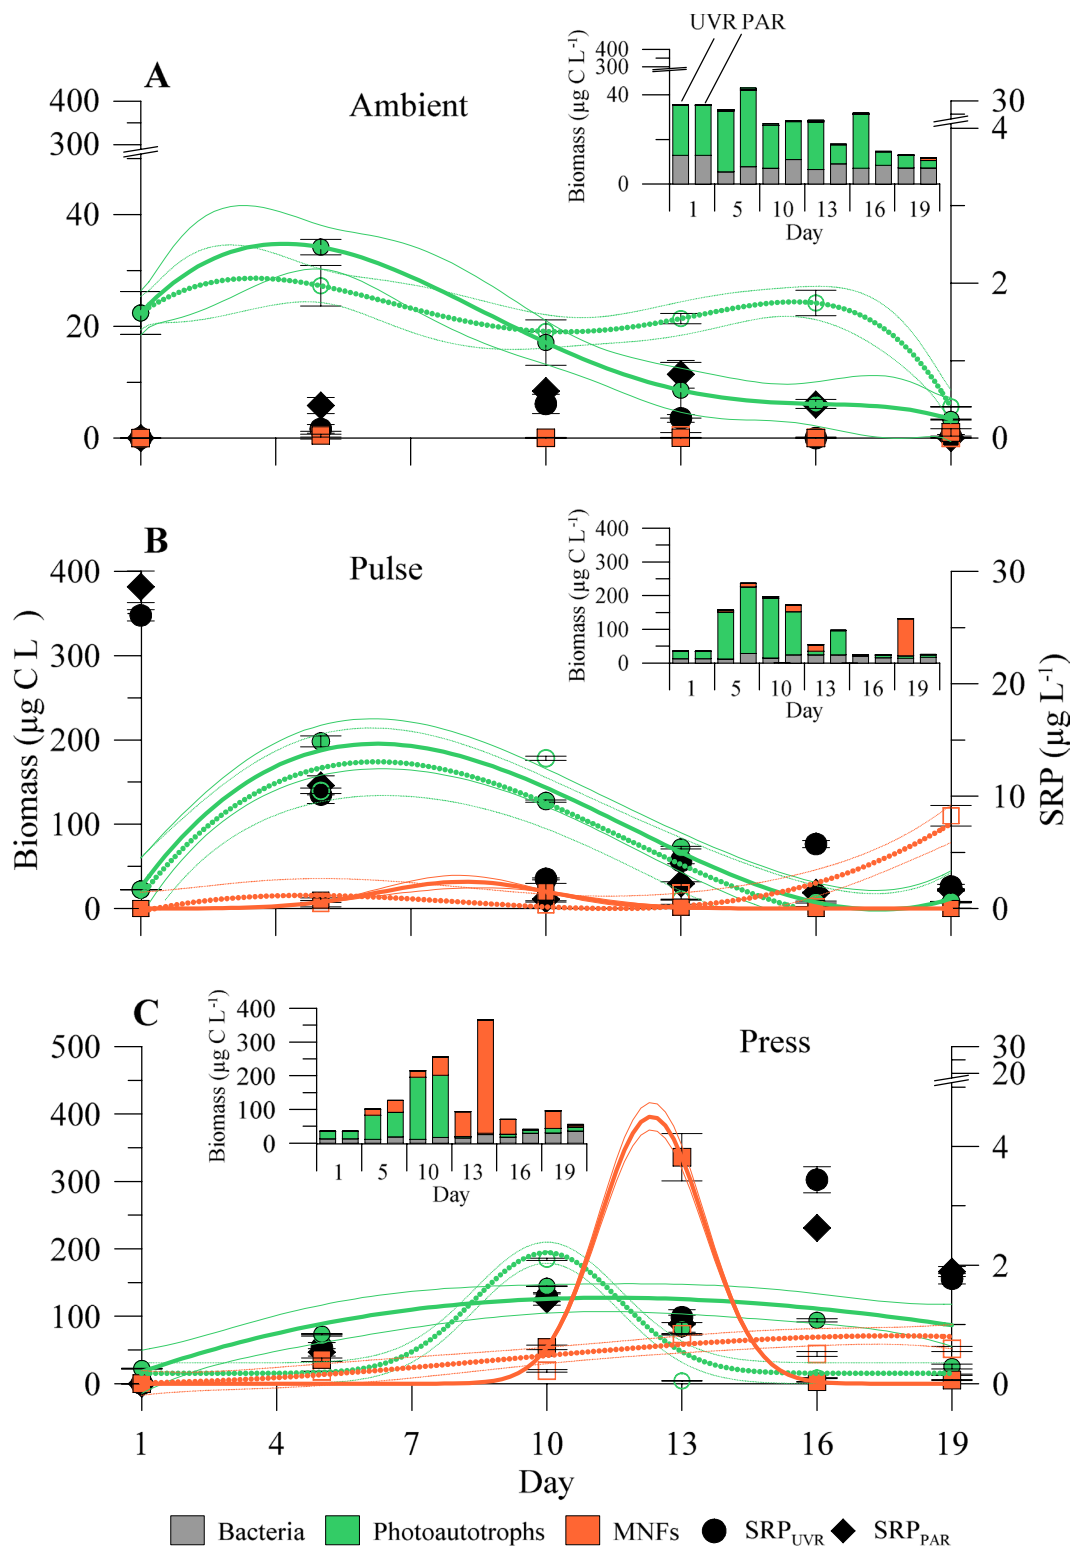 UVR PAR
A
Ambient
Biomass (µg C L⁻¹)
400
300
40
0
1 5 10 13 16 19
Day
400
300
40
20
0
30
4
2
0
B
Pulse
Biomass (µg C L⁻¹)
400
300
200
100
0
1 5 10 13 16 19
Day
400
300
200
100
0
30
20
10
0
Biomass (µg C L )
SRP (µg L⁻¹)
C
Press
Biomass (µg C L⁻¹)
400
300
200
100
0
1 5 10 13 16 19
Day
500
400
300
200
100
0
30
20
4
2
0
1 4 7 10 13 16 19
Day
Bacteria Photoautotrophs MNFs SRP_UVR SRP_PAR